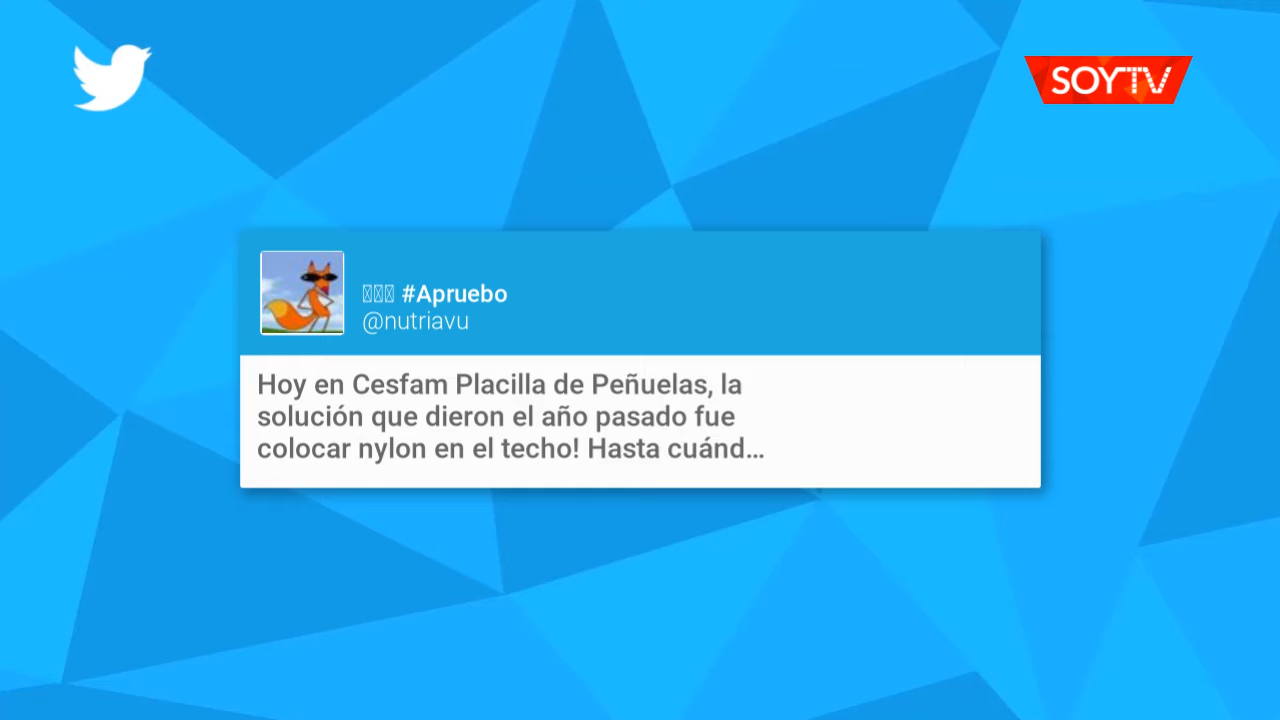 SOYTV
#Apruebo
@nutriavu
Hoy en Cesfam Placilla de Peñuelas, la
solución que dieron el año pasado fue
colocar nylon en el techo! Hasta cuánd...